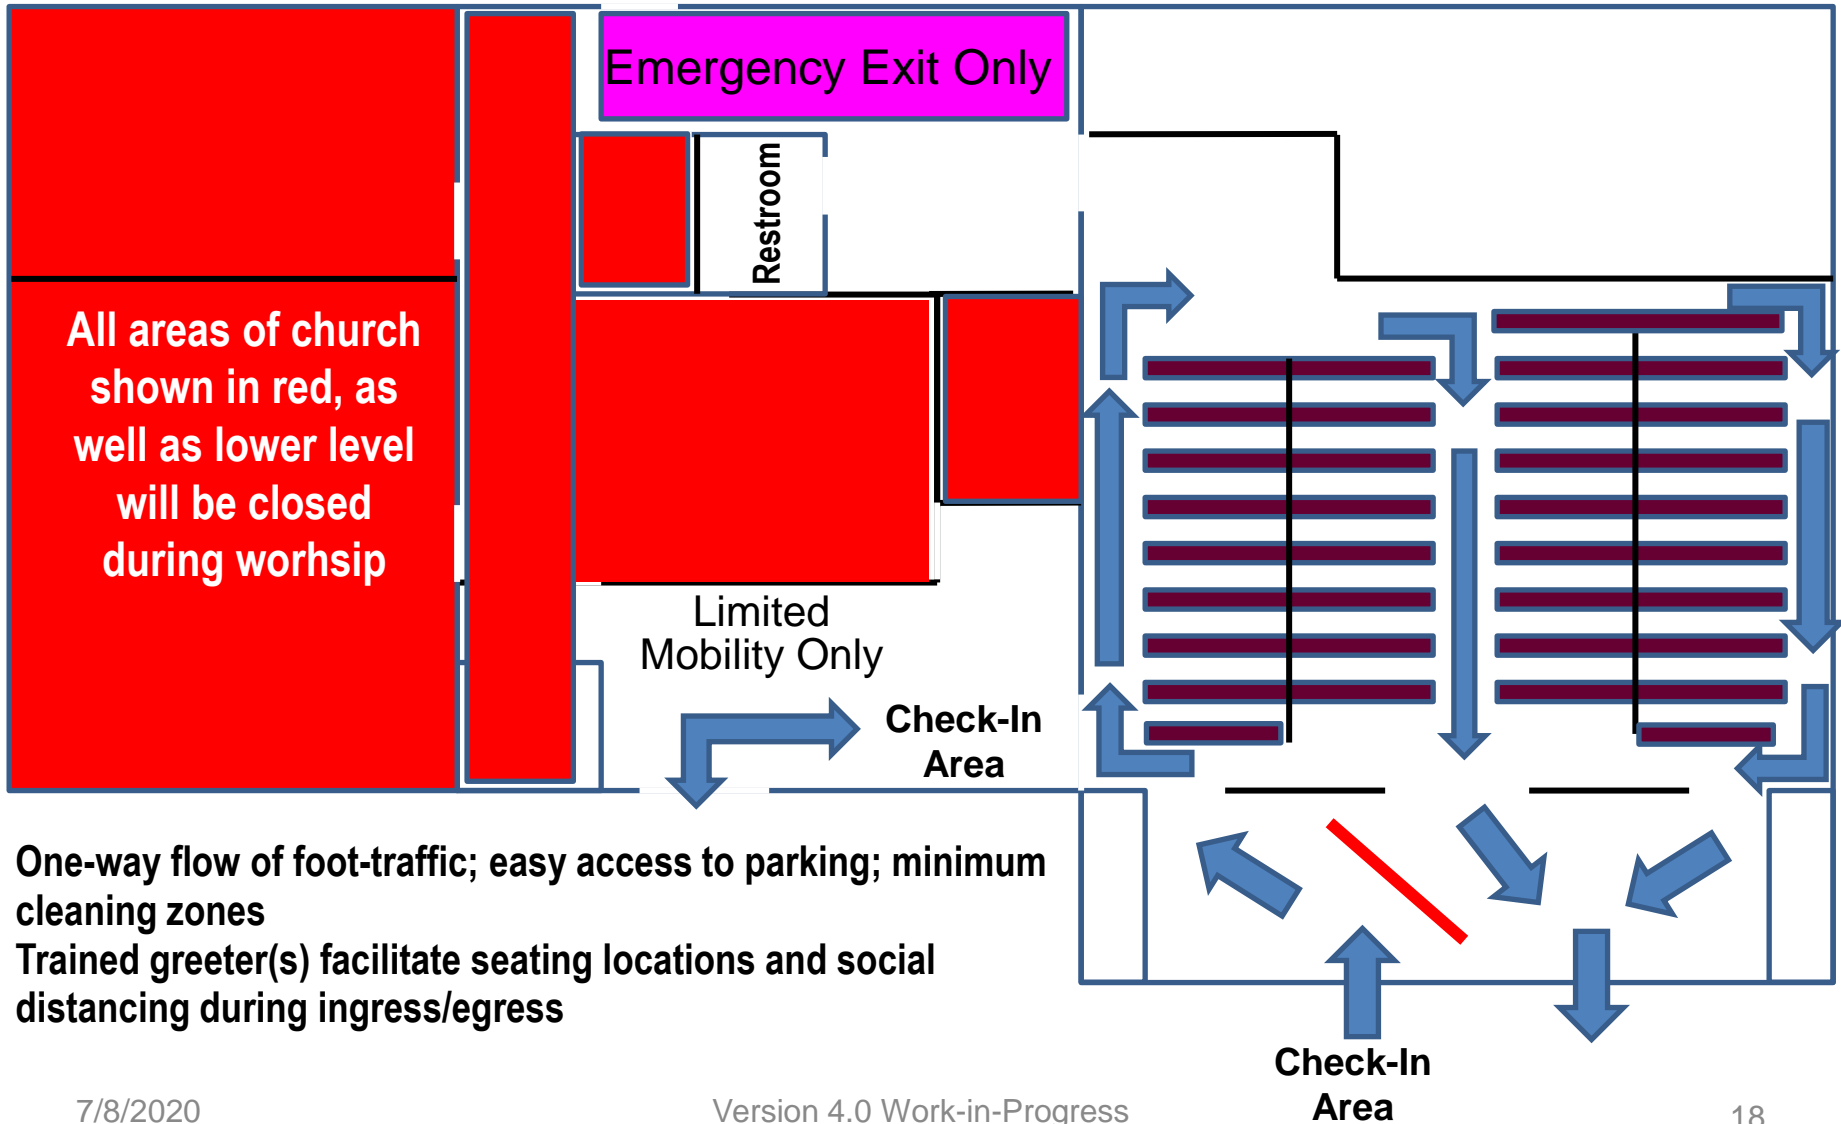 Emergency Exit Only
Restroom
All areas of church
shown in red, as
well as lower level
will be closed
during worhsip
Limited
Mobility Only
Check-In
Area
One-way flow of foot-traffic; easy access to parking; minimum
cleaning zones
Trained greeter(s) facilitate seating locations and social
distancing during ingress/egress
Check-In
Area
7/8/2020
Version 4.0 Work-in-Progress
18